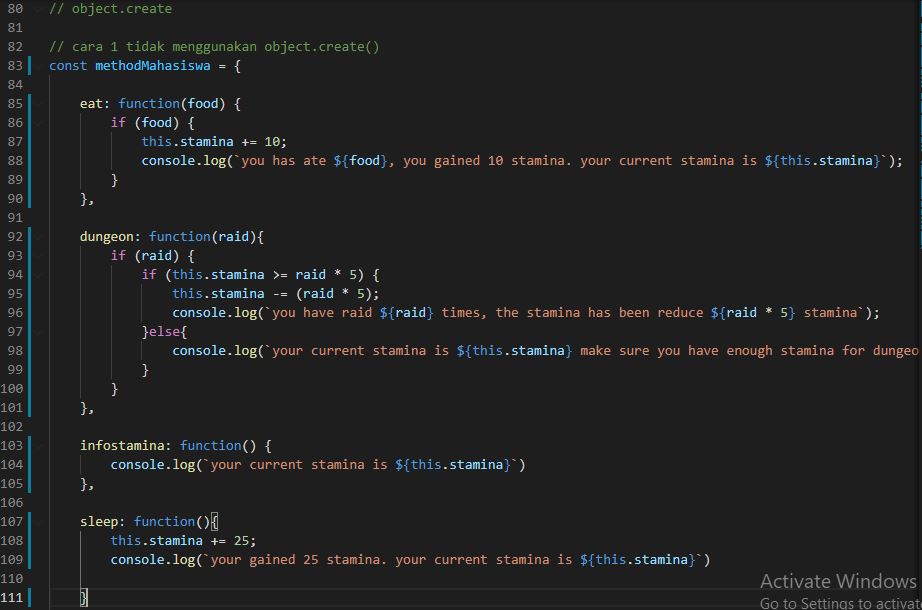 80 // object.create
81
82 // cara 1 tidak menggunakan object.create()
83 const methodMahasiswa = {
84
85     eat: function(food) {
86         if (food) {
87             this.stamina += 10;
88             console.log(`you has ate ${food}, you gained 10 stamina. your current stamina is ${this.stamina}`);
89         }
90     },
91
92     dungeon: function(raid){
93         if (raid) {
94             if (this.stamina >= raid * 5) {
95                 this.stamina -= (raid * 5);
96                 console.log(`you have raid ${raid} times, the stamina has been reduce ${raid * 5} stamina`);
97             }else{
98                 console.log(`your current stamina is ${this.stamina} make sure you have enough stamina for dungeo
99             }
100         }
101     },
102
103     infostamina: function() {
104         console.log(`your current stamina is ${this.stamina}`)
105     },
106
107     sleep: function(){
108         this.stamina += 25;
109         console.log(`your gained 25 stamina. your current stamina is ${this.stamina}`)
110
111     }
Activate Windows
Go to Settings to activat